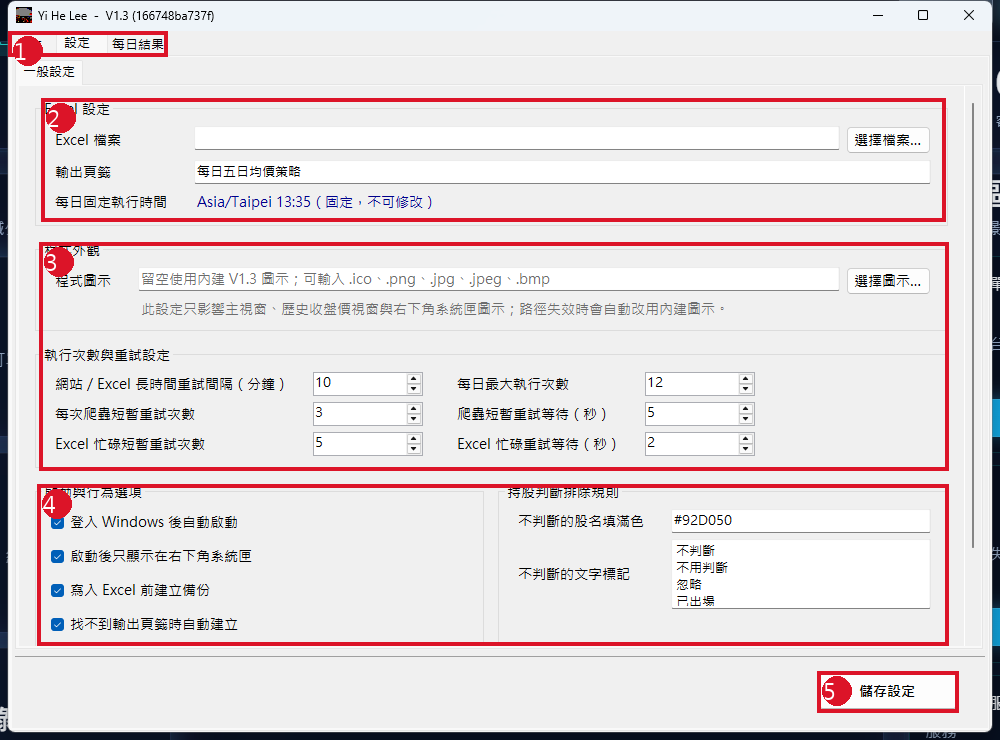 Yi He Lee - V1.3 (166748ba737f)
1 設定 每日結果
一般設定
2 設定
Excel 檔案 選擇檔案...
輸出頁籤 每日五日均價策略
每日固定執行時間 Asia/Taipei 13:35（固定，不可修改）
3 外觀
程式圖示 留空使用內建 V1.3 圖示；可輸入 .ico、.png、.jpg、.jpeg、.bmp 選擇圖示...
此設定只影響主視窗、歷史收盤價視窗與右下角系統匣圖示；路徑失效時會自動改用內建圖示。
執行次數與重試設定
網站 / Excel 長時間重試間隔（分鐘） 10 每日最大執行次數 12
每次爬蟲短暫重試次數 3 爬蟲短暫重試等待（秒） 5
Excel 忙碌短暫重試次數 5 Excel 忙碌重試等待（秒） 2
4 與行為選項 持股判斷排除規則
登入 Windows 後自動啟動 不判斷的股名填滿色 #92D050
啟動後只顯示在右下角系統匣
寫入 Excel 前建立備份
找不到輸出頁籤時自動建立
不判斷的文字標記
不判斷
不用判斷
忽略
已出場
5 儲存設定
服務